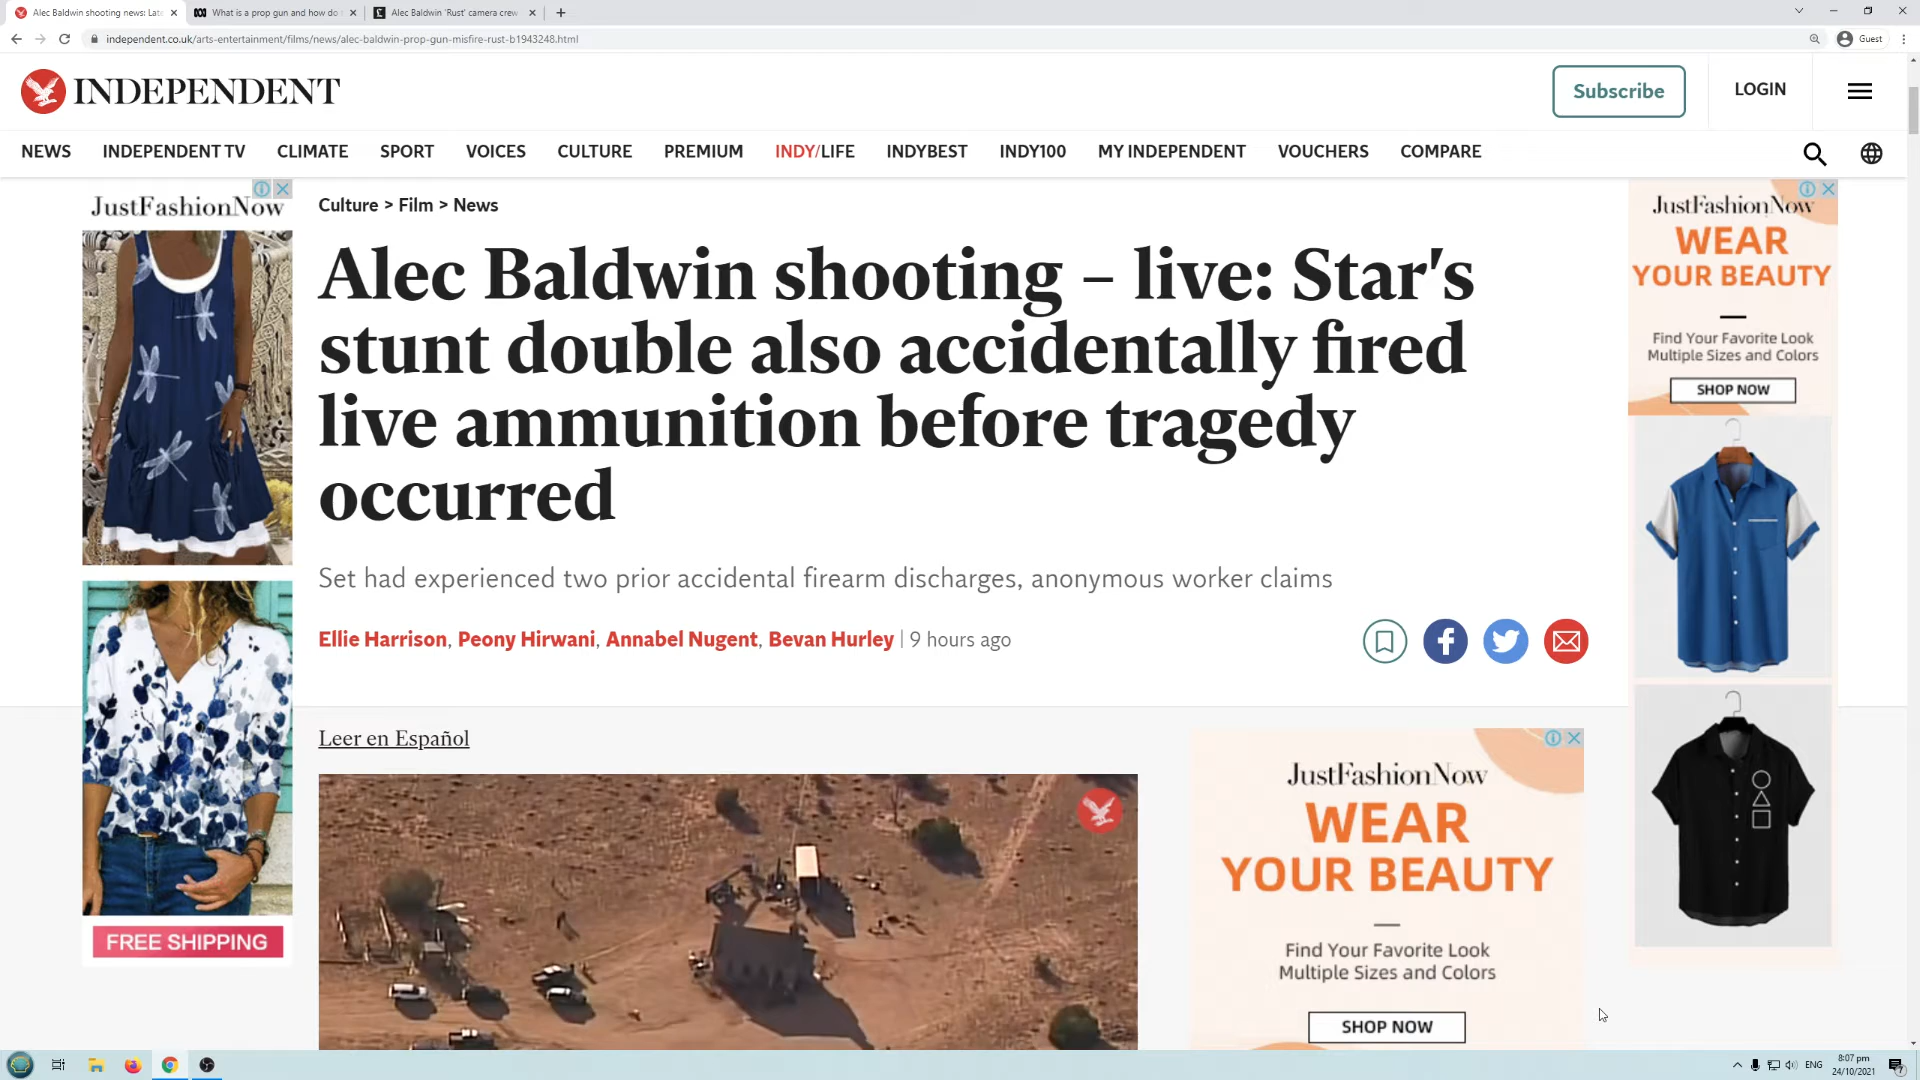 Alec Baldwin shooting news: Late
What is a prop gun and how do
Alec Baldwin 'Rust' camera crew
independent.co.uk/arts-entertainment/films/news/alec-baldwin-prop-gun-misfire-rust-b1943248.html
Guest
INDEPENDENT
Subscribe
LOGIN
NEWS INDEPENDENT TV CLIMATE SPORT VOICES CULTURE PREMIUM INDY/LIFE INDYBEST INDY100 MY INDEPENDENT VOUCHERS COMPARE
JustFashionNow
FREE SHIPPING
Culture > Film > News
Alec Baldwin shooting – live: Star's
stunt double also accidentally fired
live ammunition before tragedy
occurred
Set had experienced two prior accidental firearm discharges, anonymous worker claims
Ellie Harrison, Peony Hirwani, Annabel Nugent, Bevan Hurley | 9 hours ago
Leer en Español
JustFashionNow
WEAR
YOUR BEAUTY
Find Your Favorite Look
Multiple Sizes and Colors
SHOP NOW
JustFashionNow
WEAR
YOUR BEAUTY
Find Your Favorite Look
Multiple Sizes and Colors
SHOP NOW
ENG
8:07 pm
24/10/2021